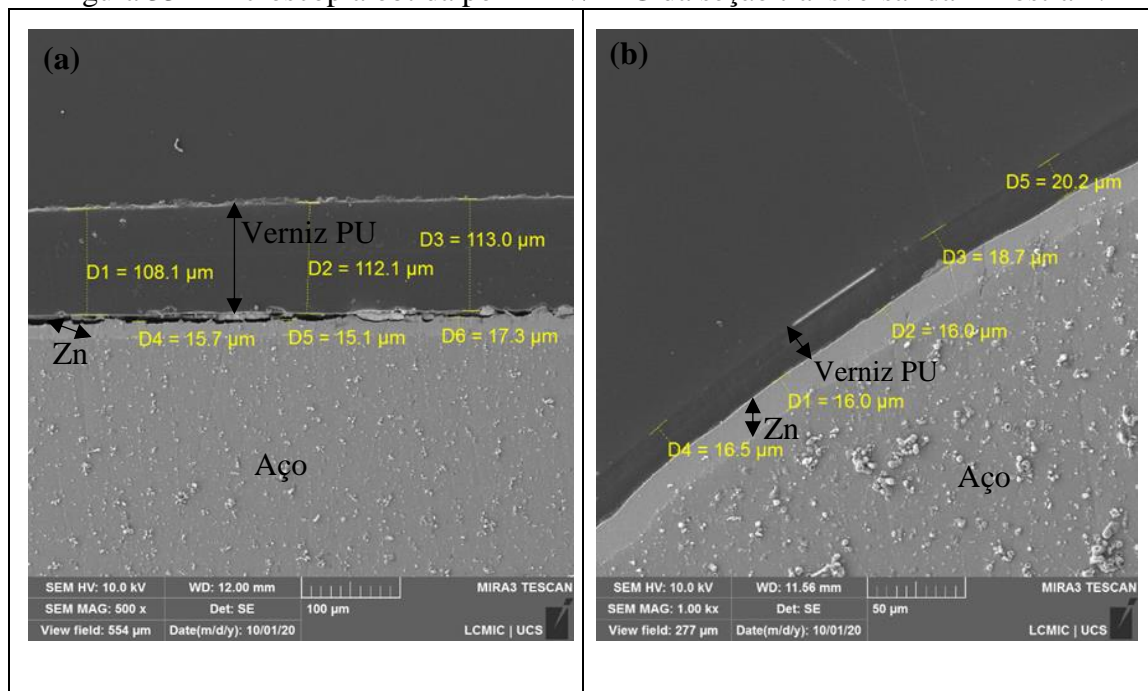 (a)
Verniz PU
D3 = 113.0 µm
D1 = 108.1 µm
D2 = 112.1 µm
D4 = 15.7 µm
D5 = 15.1 µm
D6 = 17.3 µm
Zn
Aço
SEM HV: 10.0 kV
WD: 12.00 mm
MIRA3 TESCAN
SEM MAG: 500 x
Det: SE
100 µm
View field: 554 µm
Date(m/d/y): 10/01/20
LCMIC | UCS
(b)
D5 = 20.2 µm
D3 = 18.7 µm
D2 = 16.0 µm
Verniz PU
D1 = 16.0 µm
Zn
D4 = 16.5 µm
Aço
SEM HV: 10.0 kV
WD: 11.56 mm
MIRA3 TESCAN
SEM MAG: 1.00 kx
Det: SE
50 µm
View field: 277 µm
Date(m/d/y): 10/01/20
LCMIC | UCS